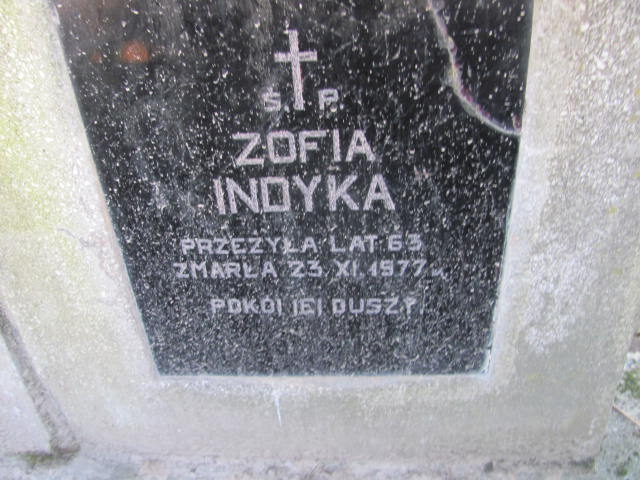 Ś. P.
ZOFIA
INDYKA
PRZEŻYŁA LAT 63
ZMARŁA 23. XI. 1977 r.
POKÓJ JEJ DUSZY.